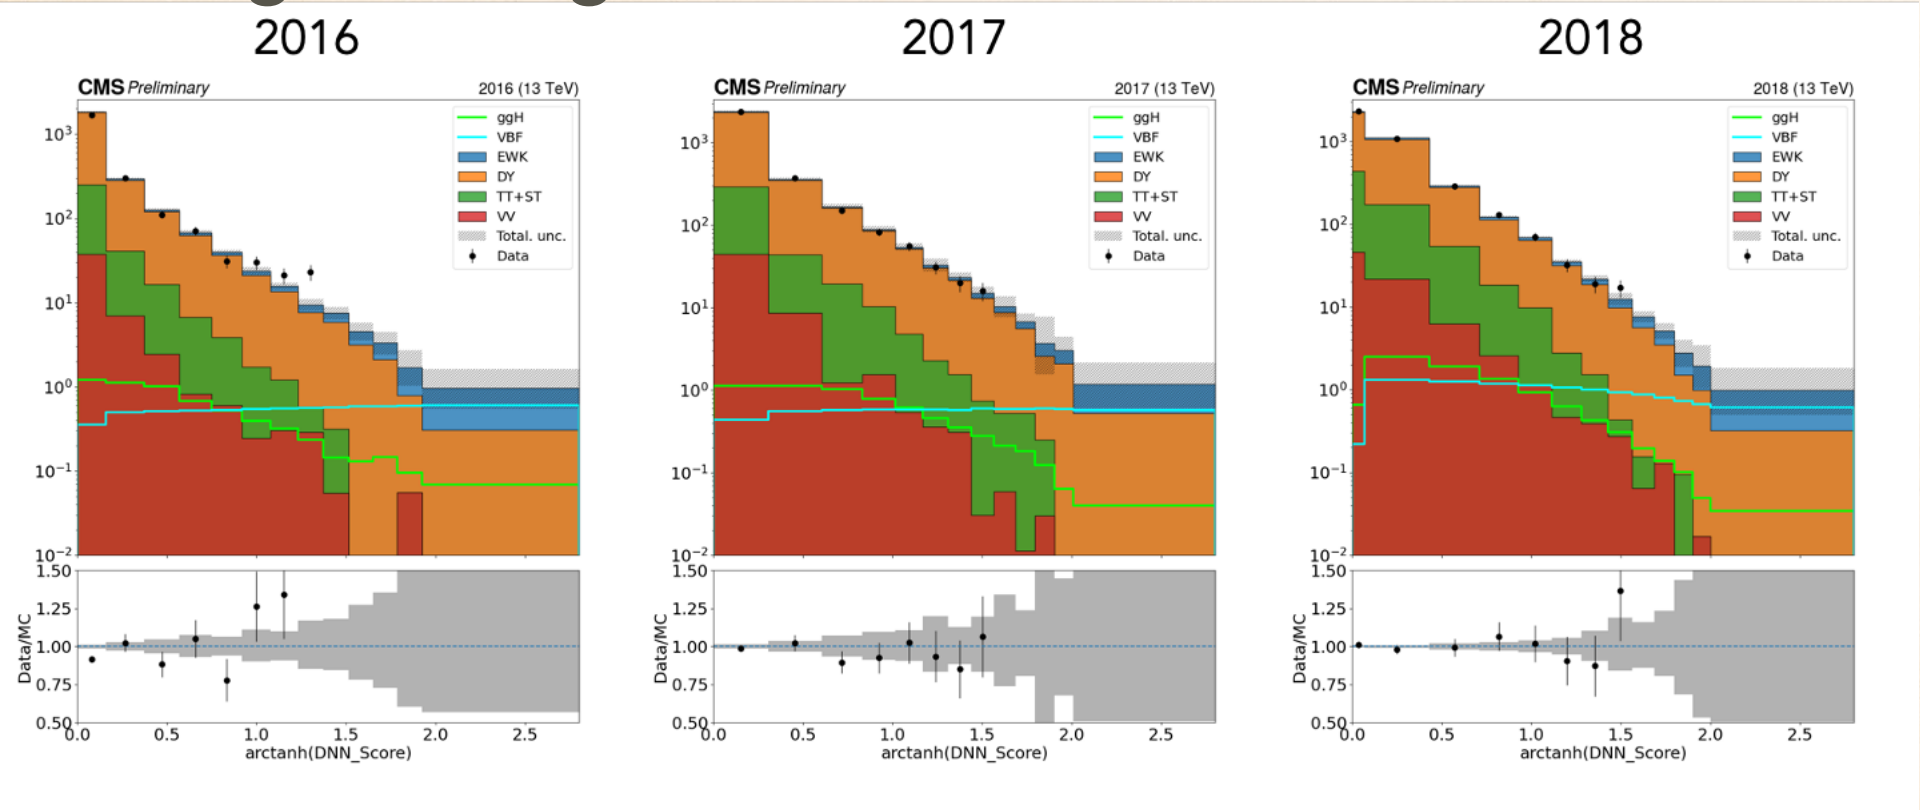 2016
2017
2018
CMS Preliminary
2016 (13 TeV)
ggH
VBF
EWK
DY
TT+ST
VV
Total. unc.
Data
10³
10²
10¹
10⁰
10⁻¹
10⁻²
1.50
1.25
1.00
0.75
0.50
Data/MC
0.0 0.5 1.0 1.5 2.0 2.5
arctanh(DNN_Score)
CMS Preliminary
2017 (13 TeV)
ggH
VBF
EWK
DY
TT+ST
VV
Total. unc.
Data
10³
10²
10¹
10⁰
10⁻¹
10⁻²
1.50
1.25
1.00
0.75
0.50
Data/MC
0.0 0.5 1.0 1.5 2.0 2.5
arctanh(DNN_Score)
CMS Preliminary
2018 (13 TeV)
ggH
VBF
EWK
DY
TT+ST
VV
Total. unc.
Data
10³
10²
10¹
10⁰
10⁻¹
10⁻²
1.50
1.25
1.00
0.75
0.50
Data/MC
0.0 0.5 1.0 1.5 2.0 2.5
arctanh(DNN_Score)